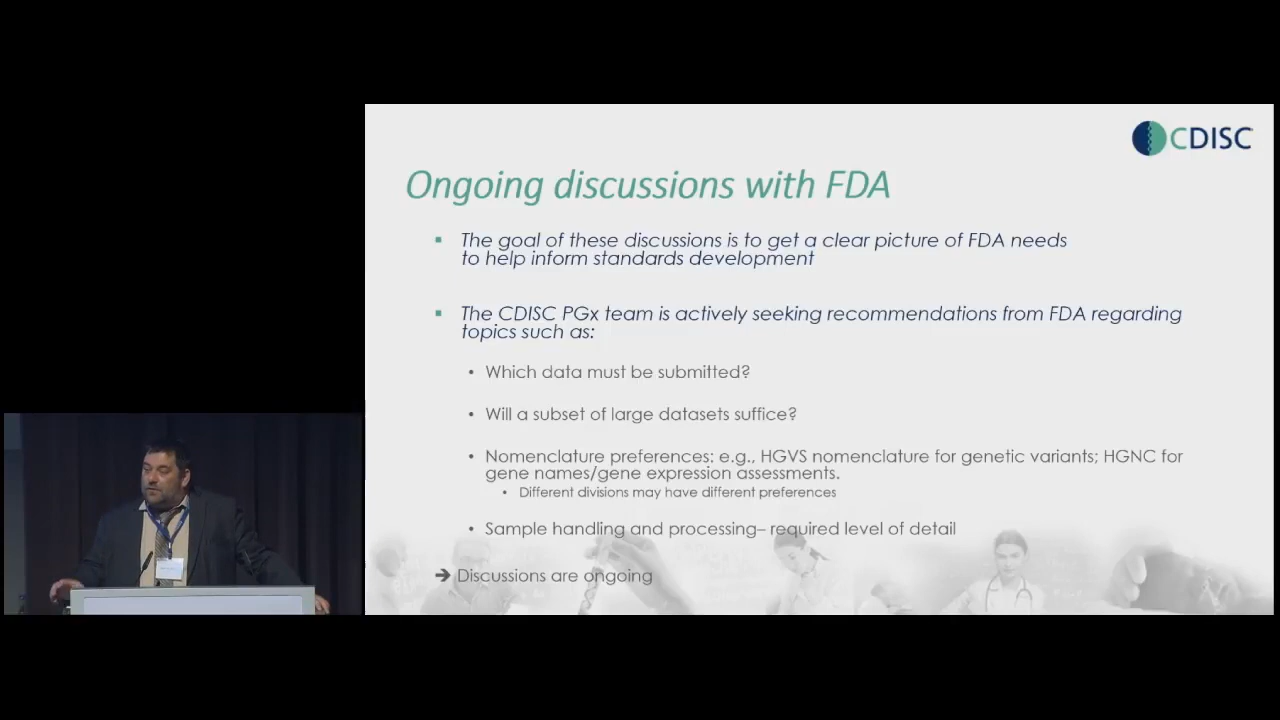 CDISC
Ongoing discussions with FDA
The goal of these discussions is to get a clear picture of FDA needs
to help inform standards development
The CDISC PGx team is actively seeking recommendations from FDA regarding
topics such as:
Which data must be submitted?
Will a subset of large datasets suffice?
Nomenclature preferences: e.g., HGVS nomenclature for genetic variants; HGNC for
gene names/gene expression assessments.
Different divisions may have different preferences
Sample handling and processing– required level of detail
➔ Discussions are ongoing